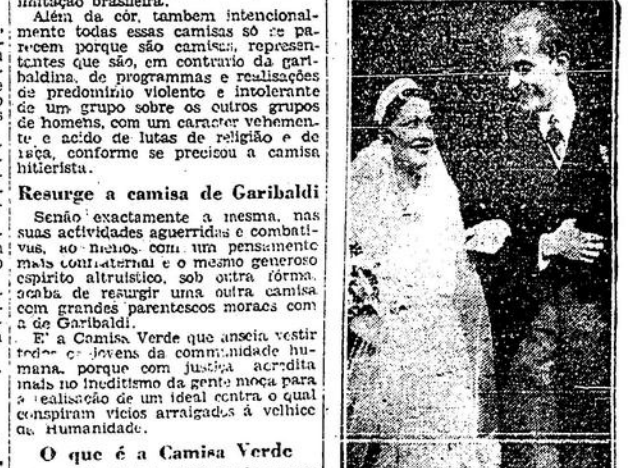 imitação brasileira.
Além da côr, tambem intencional-
mente todas essas camisas só se pa-
recem porque são camisas, represen-
tantes que são, em contrario da gari-
baldina, de programmas e realisações
de predominio violento e intolerante
de um grupo sobre os outros grupos
de homens, com um caracter vehemen-
te e acido de lutas de religião e de
raça, conforme se precisou a camisa
hitlerista.
Resurge a camisa de Garibaldi
Senão exactamente a mesma, nas
suas actividades aguerridas e combati-
vas, ao menos com um pensamento
mais confraternal e o mesmo generoso
espirito altruistico, sob outra fórma,
acaba de resurgir uma outra camisa
com grandes parentescos moraes com
a de Garibaldi.
E' a Camisa Verde que anseia vestir
todos os jovens da communidade hu-
mana, porque com justiça acredita
mais no ineditismo da gente moça para
a realisação de um ideal contra o qual
conspiram vicios arraigados á velhice
da Humanidade.
O que é a Camisa Verde